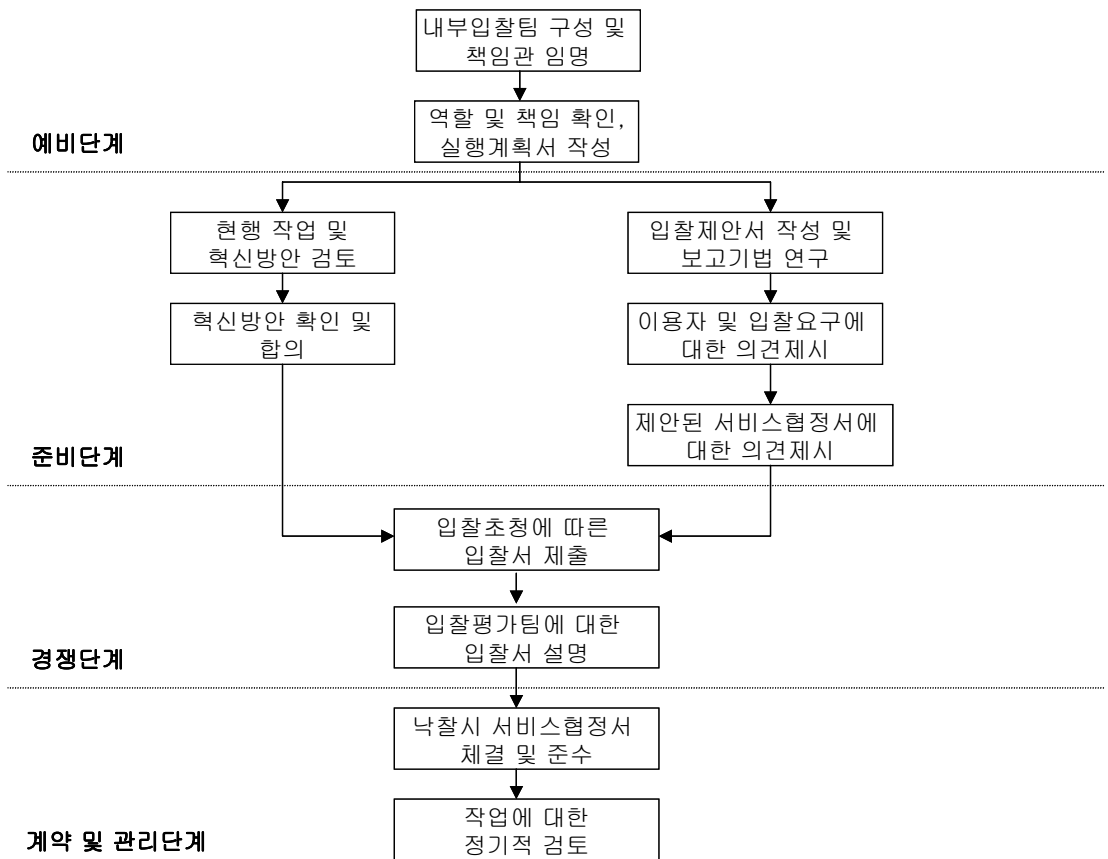 내부입찰팀 구성 및
책임관 임명
역할 및 책임 확인,
실행계획서 작성
예비단계
현행 작업 및
혁신방안 검토
입찰제안서 작성 및
보고기법 연구
혁신방안 확인 및
합의
이용자 및 입찰요구에
대한 의견제시
제안된 서비스협정서에
대한 의견제시
준비단계
입찰초청에 따른
입찰서 제출
입찰평가팀에 대한
입찰서 설명
경쟁단계
낙찰시 서비스협정서
체결 및 준수
작업에 대한
정기적 검토
계약 및 관리단계